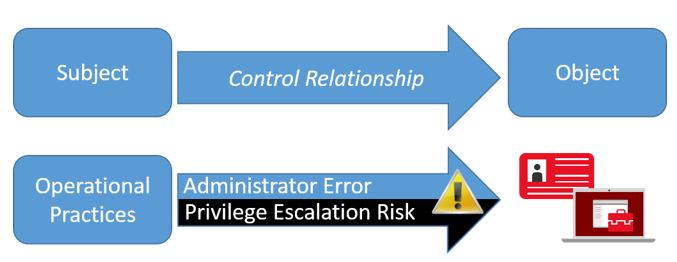 Subject
Control Relationship
Object
Operational
Practices
Administrator Error
Privilege Escalation Risk